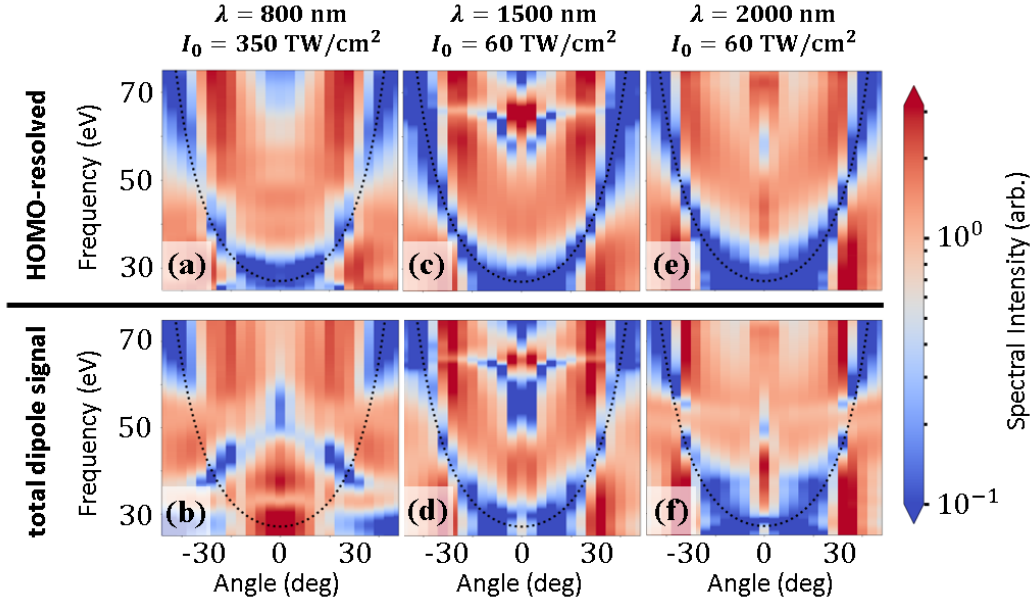 λ = 800 nm
I₀ = 350 TW/cm²
λ = 1500 nm
I₀ = 60 TW/cm²
λ = 2000 nm
I₀ = 60 TW/cm²
HOMO-resolved
Frequency (eV)
70
50
30
(a)
(c)
(e)
total dipole signal
Frequency (eV)
70
50
30
(b)
(d)
(f)
-30 0 30
-30 0 30
-30 0 30
Angle (deg)
Angle (deg)
Angle (deg)
10⁰
10⁻¹
Spectral Intensity (arb.)